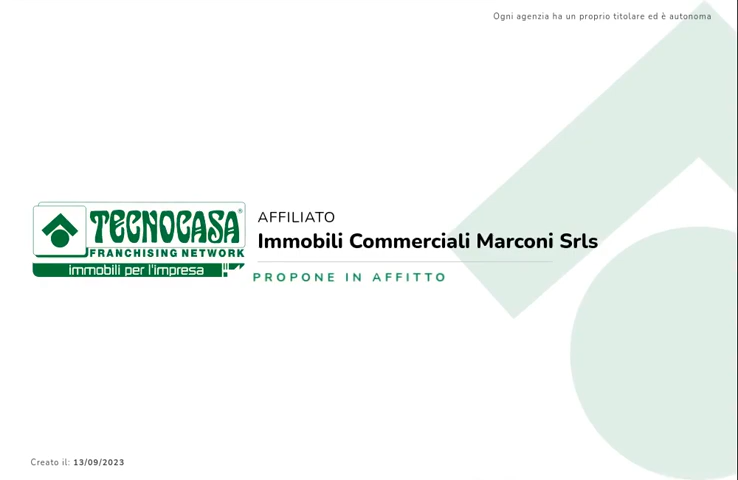 Ogni agenzia ha un proprio titolare ed è autonoma
TECNOCASA®
FRANCHISING NETWORK
immobili per l'impresa
AFFILIATO
Immobili Commerciali Marconi Srls
PROPONE IN AFFITTO
Creato il: 13/09/2023